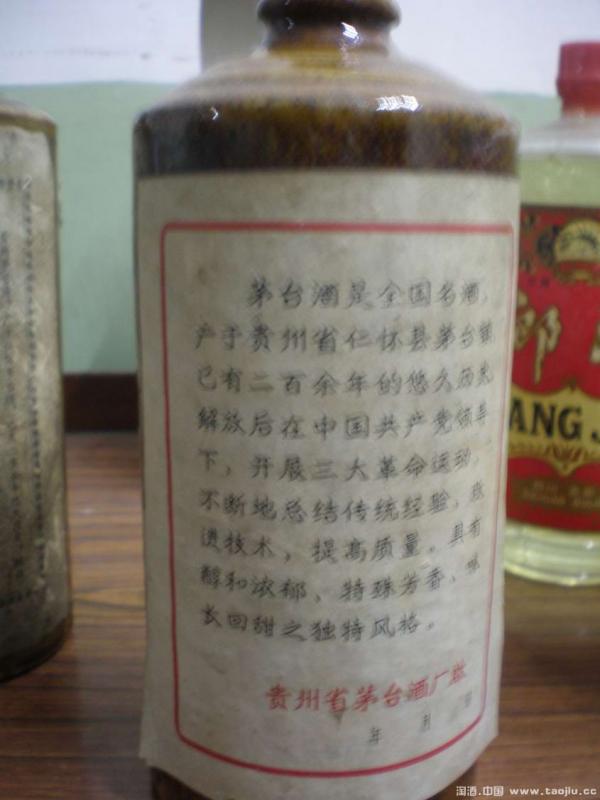 茅台酒是全国名酒，
产于贵州省仁怀县茅台镇
已有二百余年的悠久历史
解放后在中国共产党领导
下，开展三大革命运动，
不断地总结传统经验，改
进技术，提高质量。具有
醇和浓郁、特殊芳香、味
长回甜之独特风格。
贵州省茅台酒厂
年 月 日
郎
ANG J
淘酒.中国 www.taojiu.cc